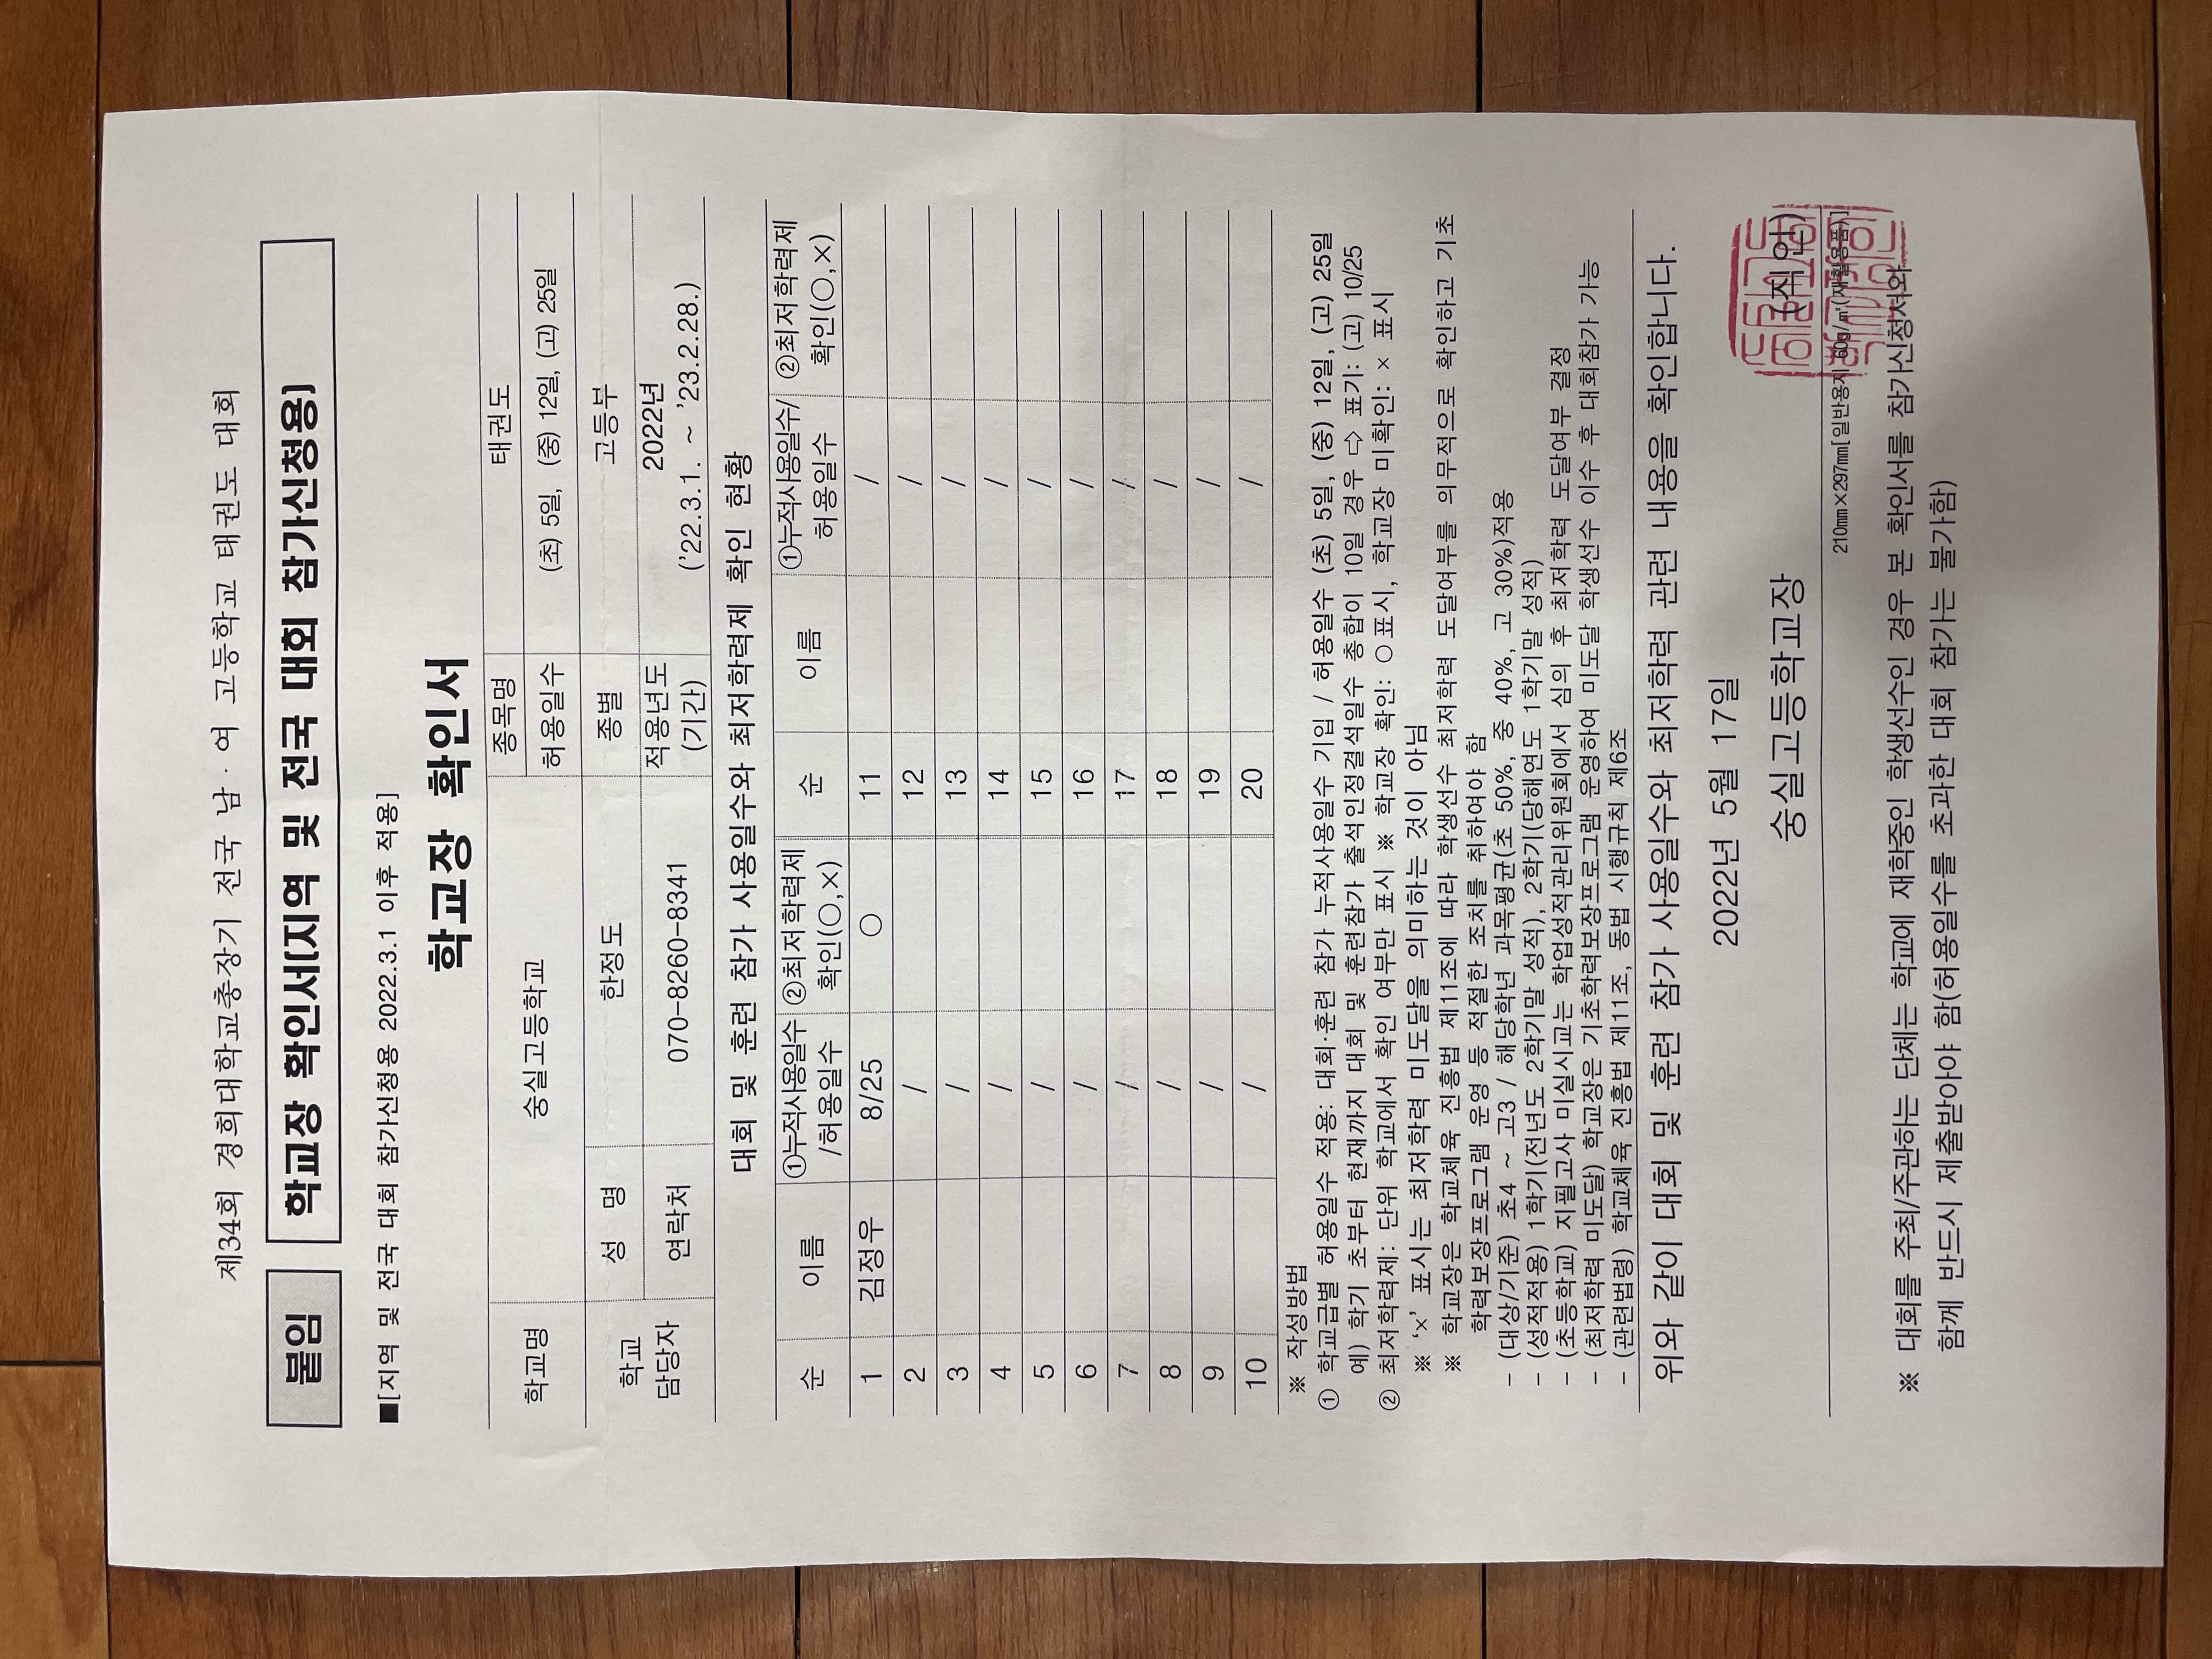 제34회 경희대학교총장기 전국 남·여 고등학교 태권도 대회
붙임 학교장 확인서(지역 및 전국 대회 참가신청용)
■[지역 및 전국 대회 참가신청용 2022.3.1 이후 적용]
학교장 확인서
학교명 숭실고등학교 종목명 태권도
허용일수 (초) 5일, (중) 12일, (고) 25일
학교 담당자 성 명 한정도 종별 고등부
연락처 070-8260-8341 적용년도 (기간) 2022년 ('22.3.1. ~ '23.2.28.)
대회 및 훈련 참가 사용일수와 최저학력제 확인 현황
순 이름 ①누적사용일수/허용일수 ②최저학력제 확인(○,×) 순 이름 ①누적사용일수/허용일수 ②최저학력제 확인(○,×)
1 김정우 8/25 ○ 11 /
2 / 12 /
3 / 13 /
4 / 14 /
5 / 15 /
6 / 16 /
7 / 17 /
8 / 18 /
9 / 19 /
10 / 20 /
※ 작성방법
① 학교급별 허용일수 적용: 대회·훈련 참가 누적사용일수 기입 / 허용일수 (초) 5일, (중) 12일, (고) 25일
예) 학기 초부터 현재까지 대회 및 훈련참가 출석인정결석일수 총합이 10일 경우 ⇨ 표기: (고) 10/25
② 최저학력제: 단위 학교에서 확인 여부만 표시 ※ 학교장 확인: ○ 표시, 학교장 미확인: × 표시
※ ‘×’ 표시는 최저학력 미도달을 의미하는 것이 아님
※ 학교장은 학교체육 진흥법 제11조에 따라 학생선수 최저학력 도달여부를 의무적으로 확인하고 기초
학력보장프로그램 운영 등 적절한 조치를 취하여야 함
- (대상/기준) 초4 ~ 고3 / 해당학년 과목평균(초 50%, 중 40%, 고 30%)적용
- (성적적용) 1학기(전년도 2학기말 성적), 2학기(당해연도 1학기말 성적)
- (초등학교) 지필고사 미실시교는 학업성적관리위원회에서 심의 후 최저학력 도달여부 결정
- (최저학력 미도달) 학교장은 기초학력보장프로그램 운영하여 미도달 학생선수 이수 후 대회참가 가능
- (관련법령) 학교체육 진흥법 제11조, 동법 시행규칙 제6조
위와 같이 대회 및 훈련 참가 사용일수와 최저학력 관련 내용을 확인합니다.
2022년 5월 17일
숭실고등학교장 (직인)
210mm×297mm[일반용지 60g/㎡(재활용품)]
※ 대회를 주최/주관하는 단체는 학교에 재학중인 학생선수인 경우 본 확인서를 참가신청서와
함께 반드시 제출받아야 함(허용일수를 초과한 대회 참가는 불가함)